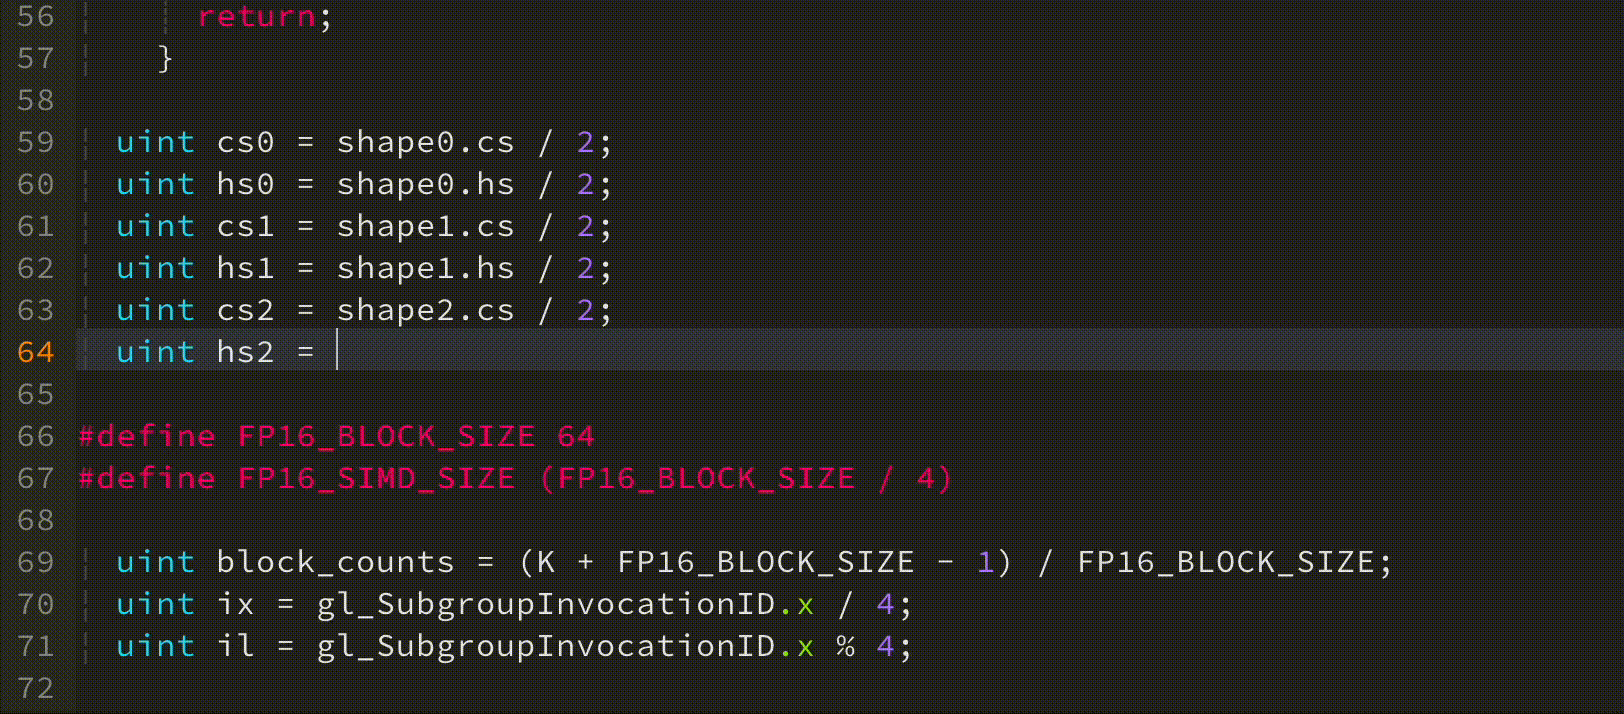 56 return;
57 }
58
59 uint cs0 = shape0.cs / 2;
60 uint hs0 = shape0.hs / 2;
61 uint cs1 = shape1.cs / 2;
62 uint hs1 = shape1.hs / 2;
63 uint cs2 = shape2.cs / 2;
64 uint hs2 =
65
66 #define FP16_BLOCK_SIZE 64
67 #define FP16_SIMD_SIZE (FP16_BLOCK_SIZE / 4)
68
69 uint block_counts = (K + FP16_BLOCK_SIZE - 1) / FP16_BLOCK_SIZE;
70 uint ix = gl_SubgroupInvocationID.x / 4;
71 uint il = gl_SubgroupInvocationID.x % 4;
72